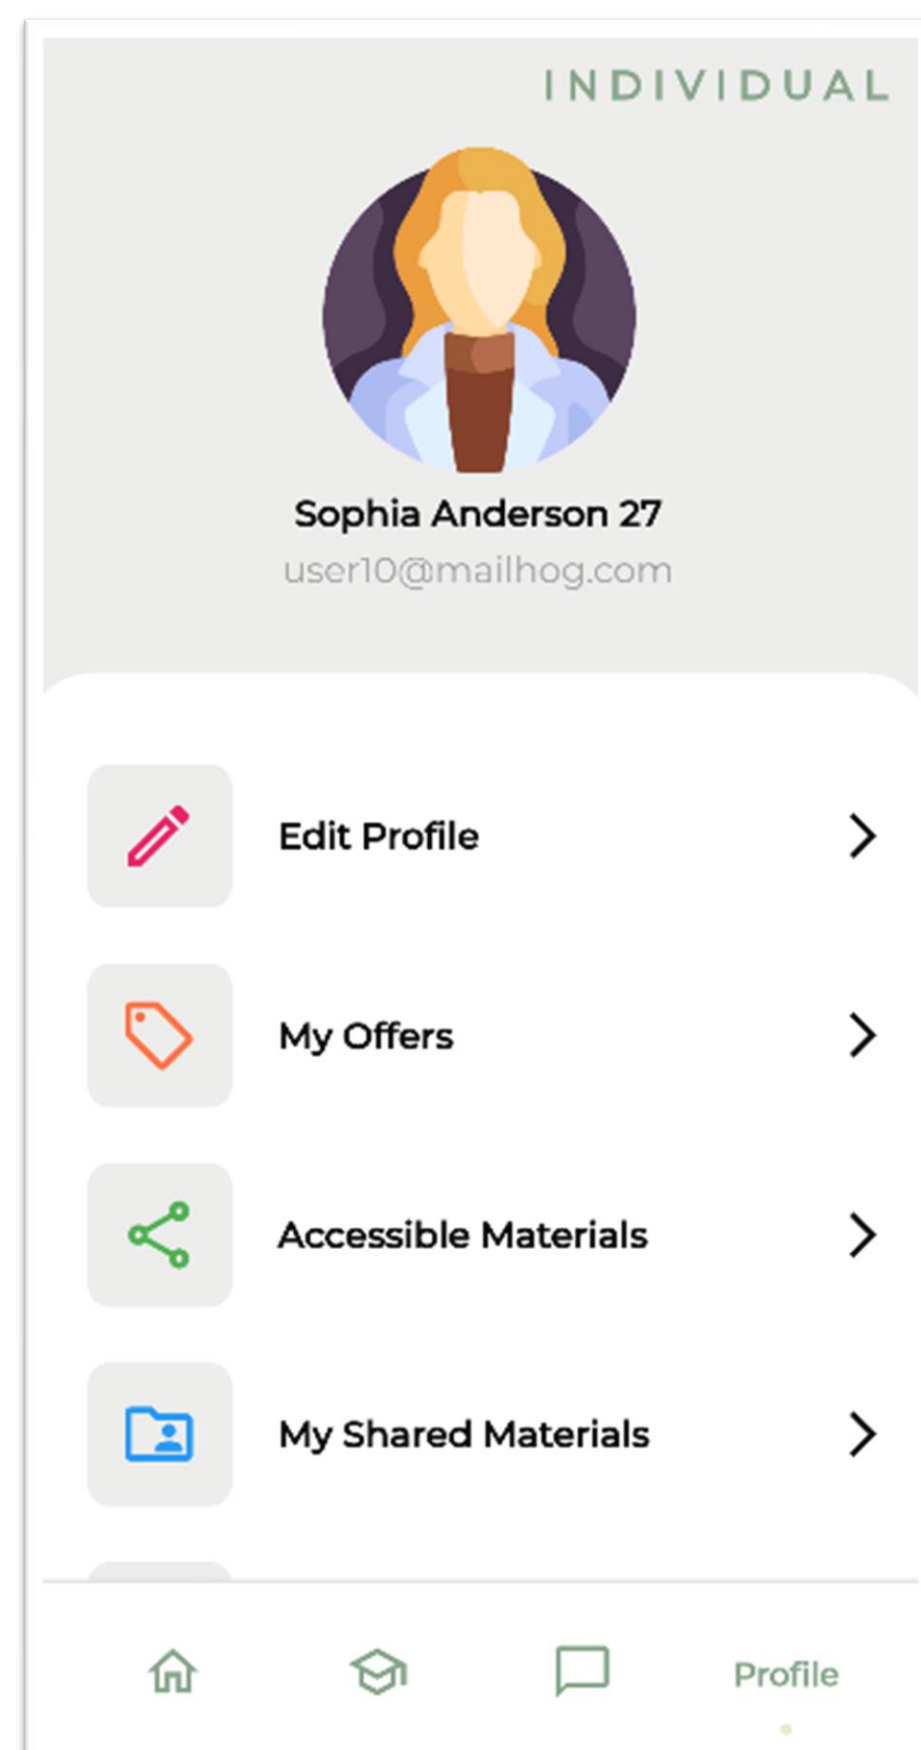 INDIVIDUAL
Sophia Anderson 27
user10@mailhog.com
Edit Profile
My Offers
Accessible Materials
My Shared Materials
Profile